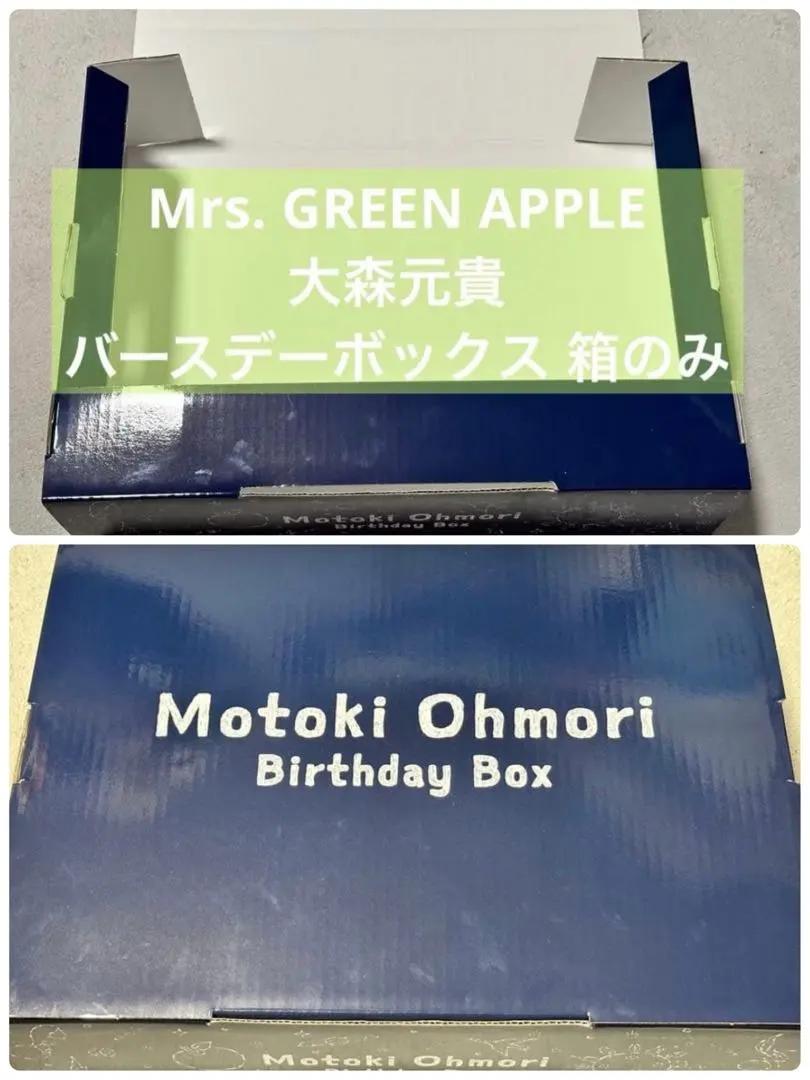 Mrs. GREEN APPLE
大森元貴
バースデーボックス 箱のみ
Motoki Ohmori
Birthday Box
Motoki Ohmori
Birthday Box
Motoki Ohmori